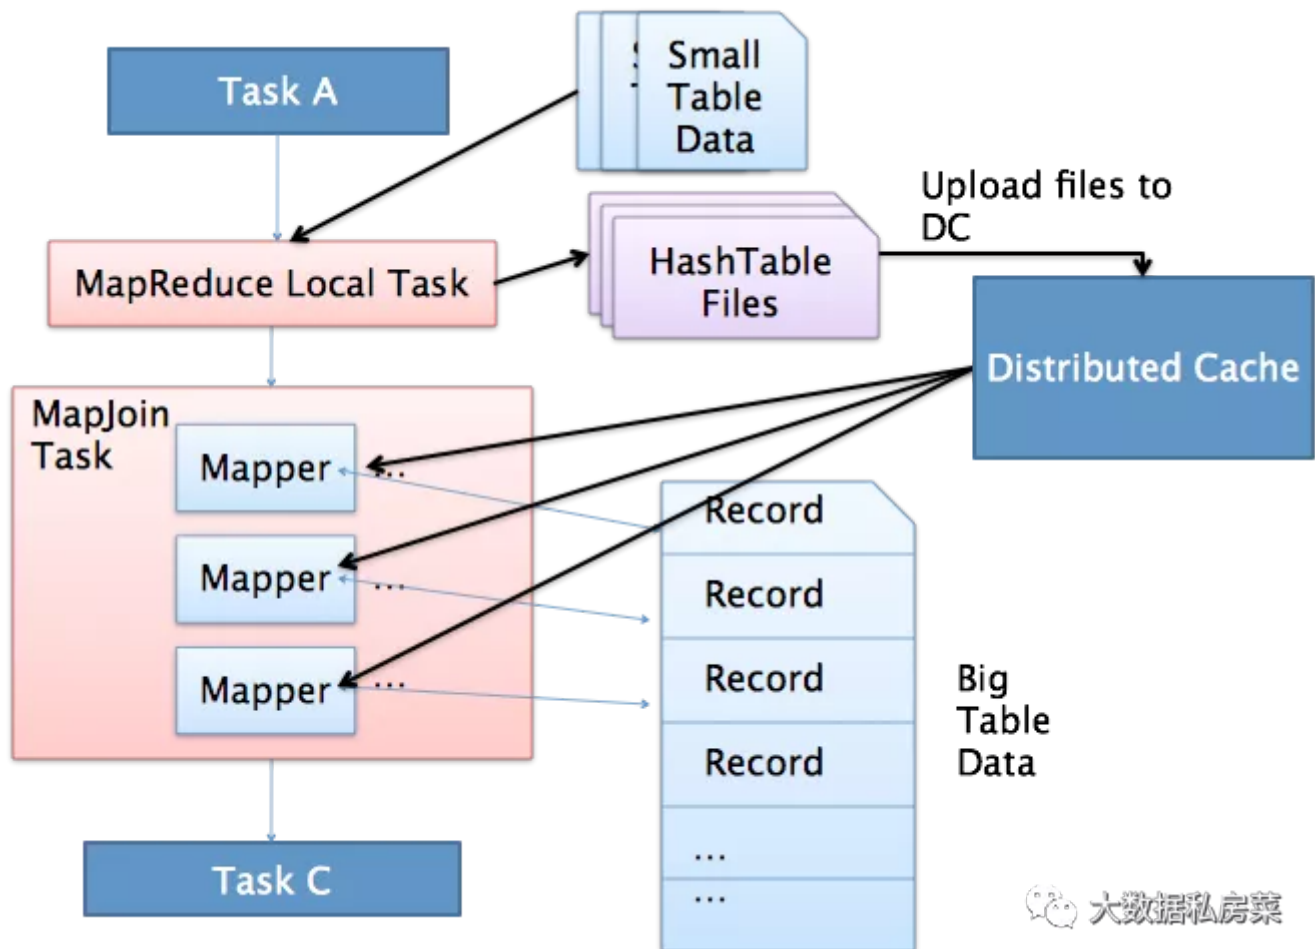 Task A
Small
Table
Data
Upload files to
DC
MapReduce Local Task
HashTable
Files
Distributed Cache
MapJoin
Task
Mapper
...
Mapper
...
Mapper
...
Record
Record
Record
Record
...
...
Big
Table
Data
Task C
大数据私房菜